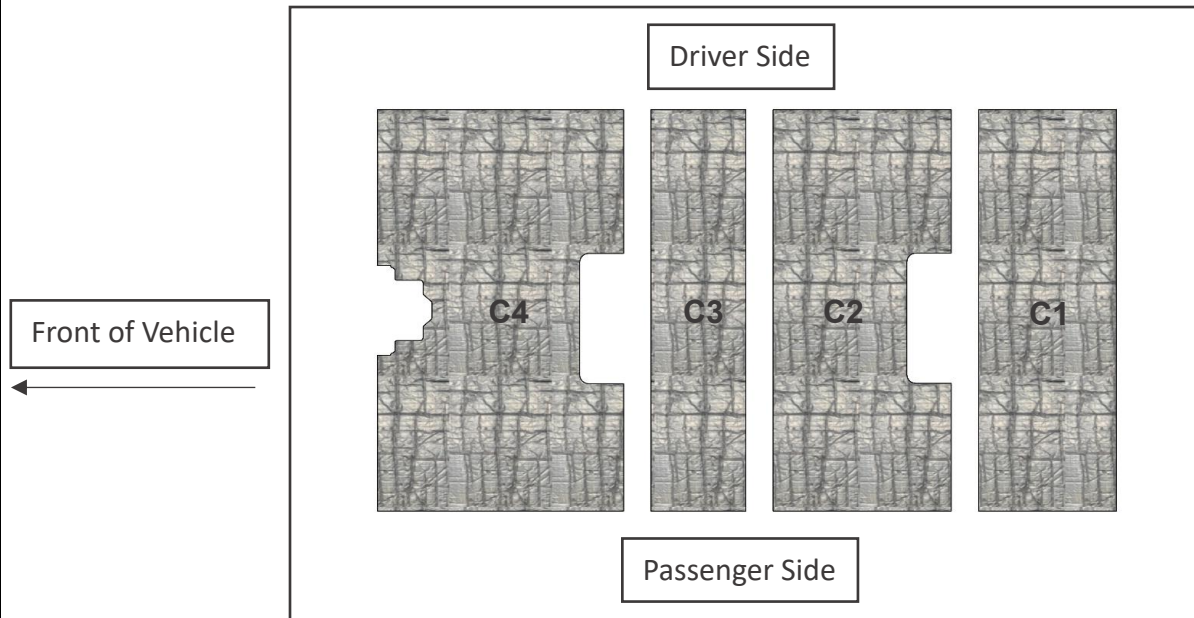 Driver Side
C4
C3
C2
C1
Front of Vehicle
Passenger Side